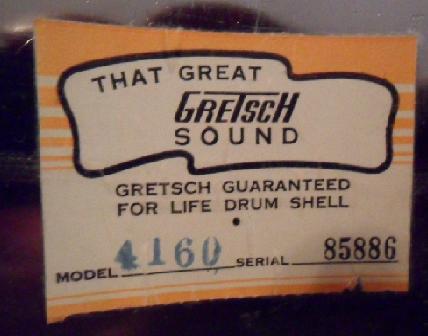 THAT GREAT
GRETSCH
SOUND
GRETSCH GUARANTEED
FOR LIFE DRUM SHELL
MODEL 4160 SERIAL 85886